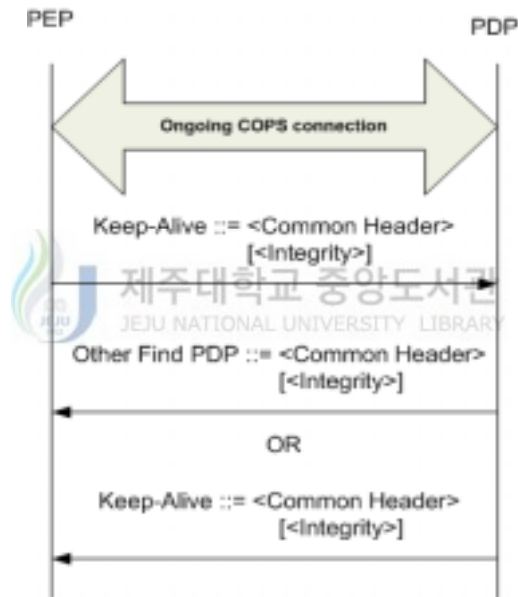 PEP
PDP
Ongoing COPS connection
Keep-Alive ::= <Common Header>
[<Integrity>]
제주대학교 중앙도서관
JEJU NATIONAL UNIVERSITY LIBRARY
Other Find PDP ::= <Common Header>
[<Integrity>]
OR
Keep-Alive ::= <Common Header>
[<Integrity>]